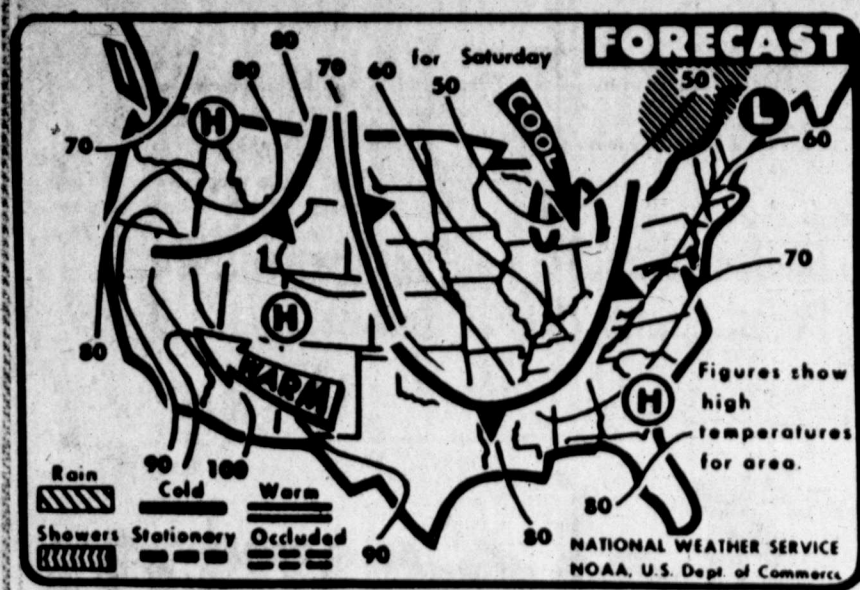 FORECAST
for Saturday
80
80
70
60
50
50
COOL
H
L
70
60
70
H
WARM
80
H
Figures show
high
temperatures
for area.
90
100
80
80
90
Rain
Cold
Warm
Showers
Stationary
Occluded
NATIONAL WEATHER SERVICE
NOAA, U.S. Dept. of Commerce